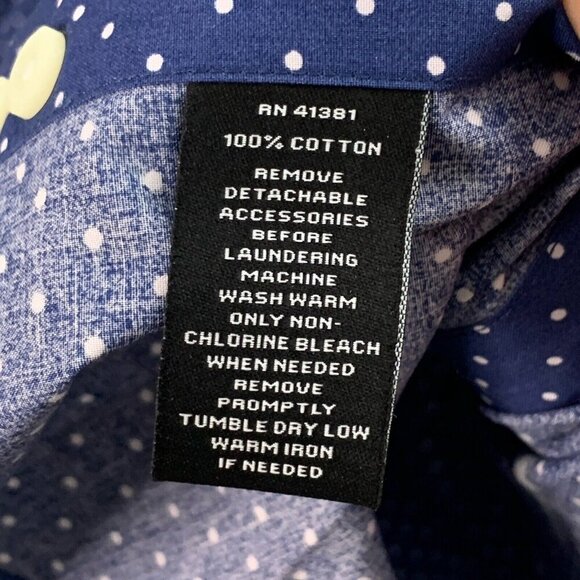 RN 41381
100% COTTON
REMOVE
DETACHABLE
ACCESSORIES
BEFORE
LAUNDERING
MACHINE
WASH WARM
ONLY NON-
CHLORINE BLEACH
WHEN NEEDED
REMOVE
PROMPTLY
TUMBLE DRY LOW
WARM IRON
IF NEEDED